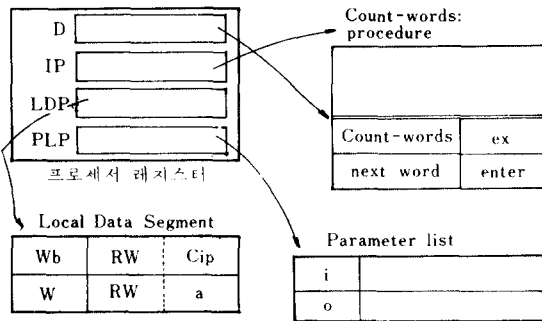 Count-words:
procedure
D
IP
LDP
PLP
프로세서 레지스터
Count-words ex
next word enter
Local Data Segment
Wb RW Cip
W RW a
Parameter list
i
o